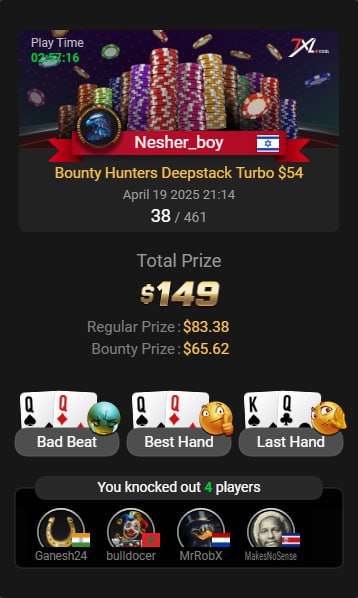 Play Time
02:57:16
7XL
Nesher_boy
Bounty Hunters Deepstack Turbo $54
April 19 2025 21:14
38 / 461
Total Prize
$149
Regular Prize : $83.38
Bounty Prize : $65.62
Q Q Q Q K Q
Bad Beat Best Hand Last Hand
You knocked out 4 players
Ganesh24 bulldocer MrRobX MakesNoSense